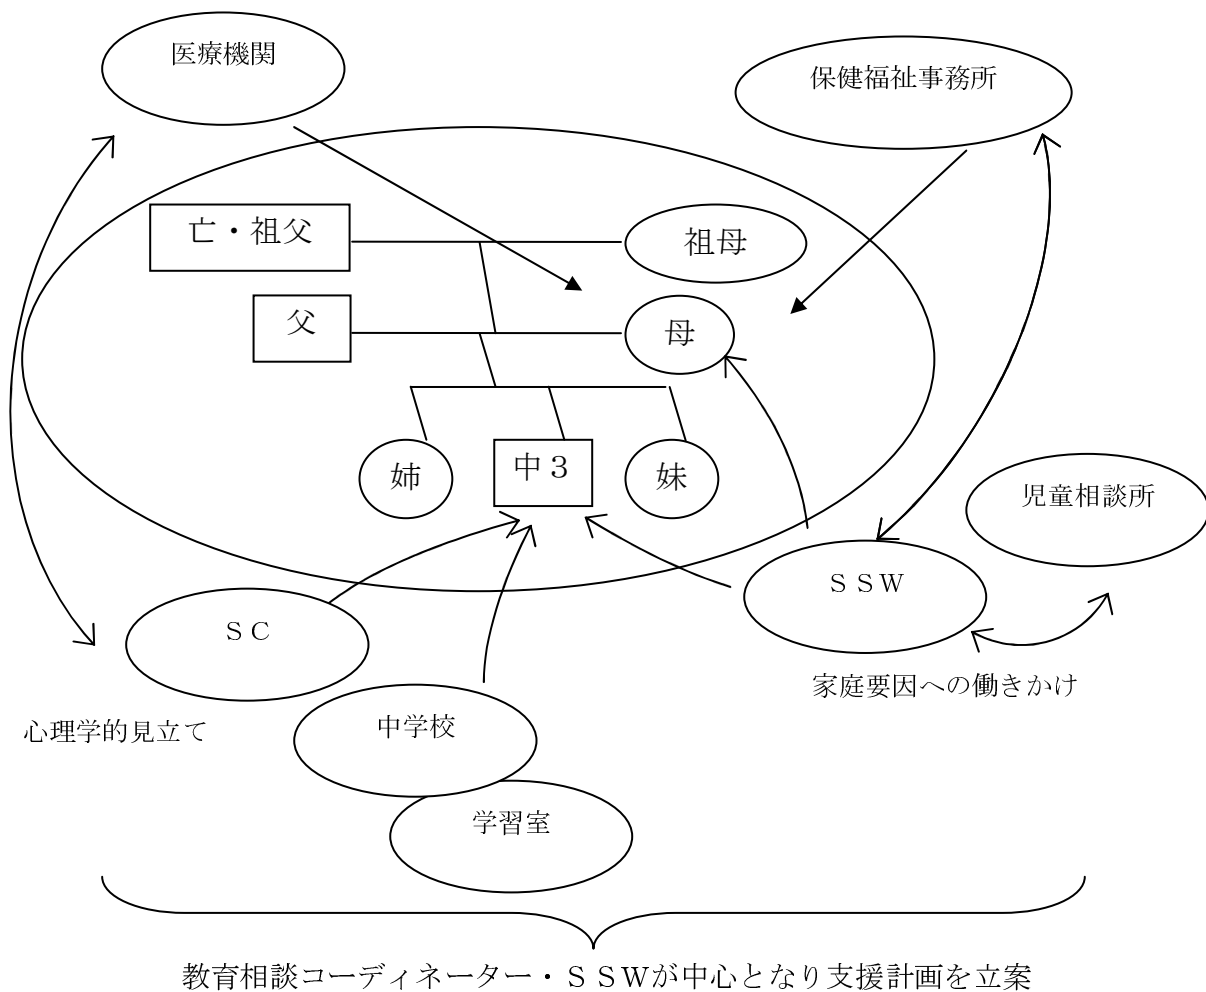 医療機関
保健福祉事務所
亡・祖父
祖母
父
母
姉
中３
妹
児童相談所
ＳＳＷ
ＳＣ
家庭要因への働きかけ
心理学的見立て
中学校
学習室
教育相談コーディネーター・ＳＳＷが中心となり支援計画を立案